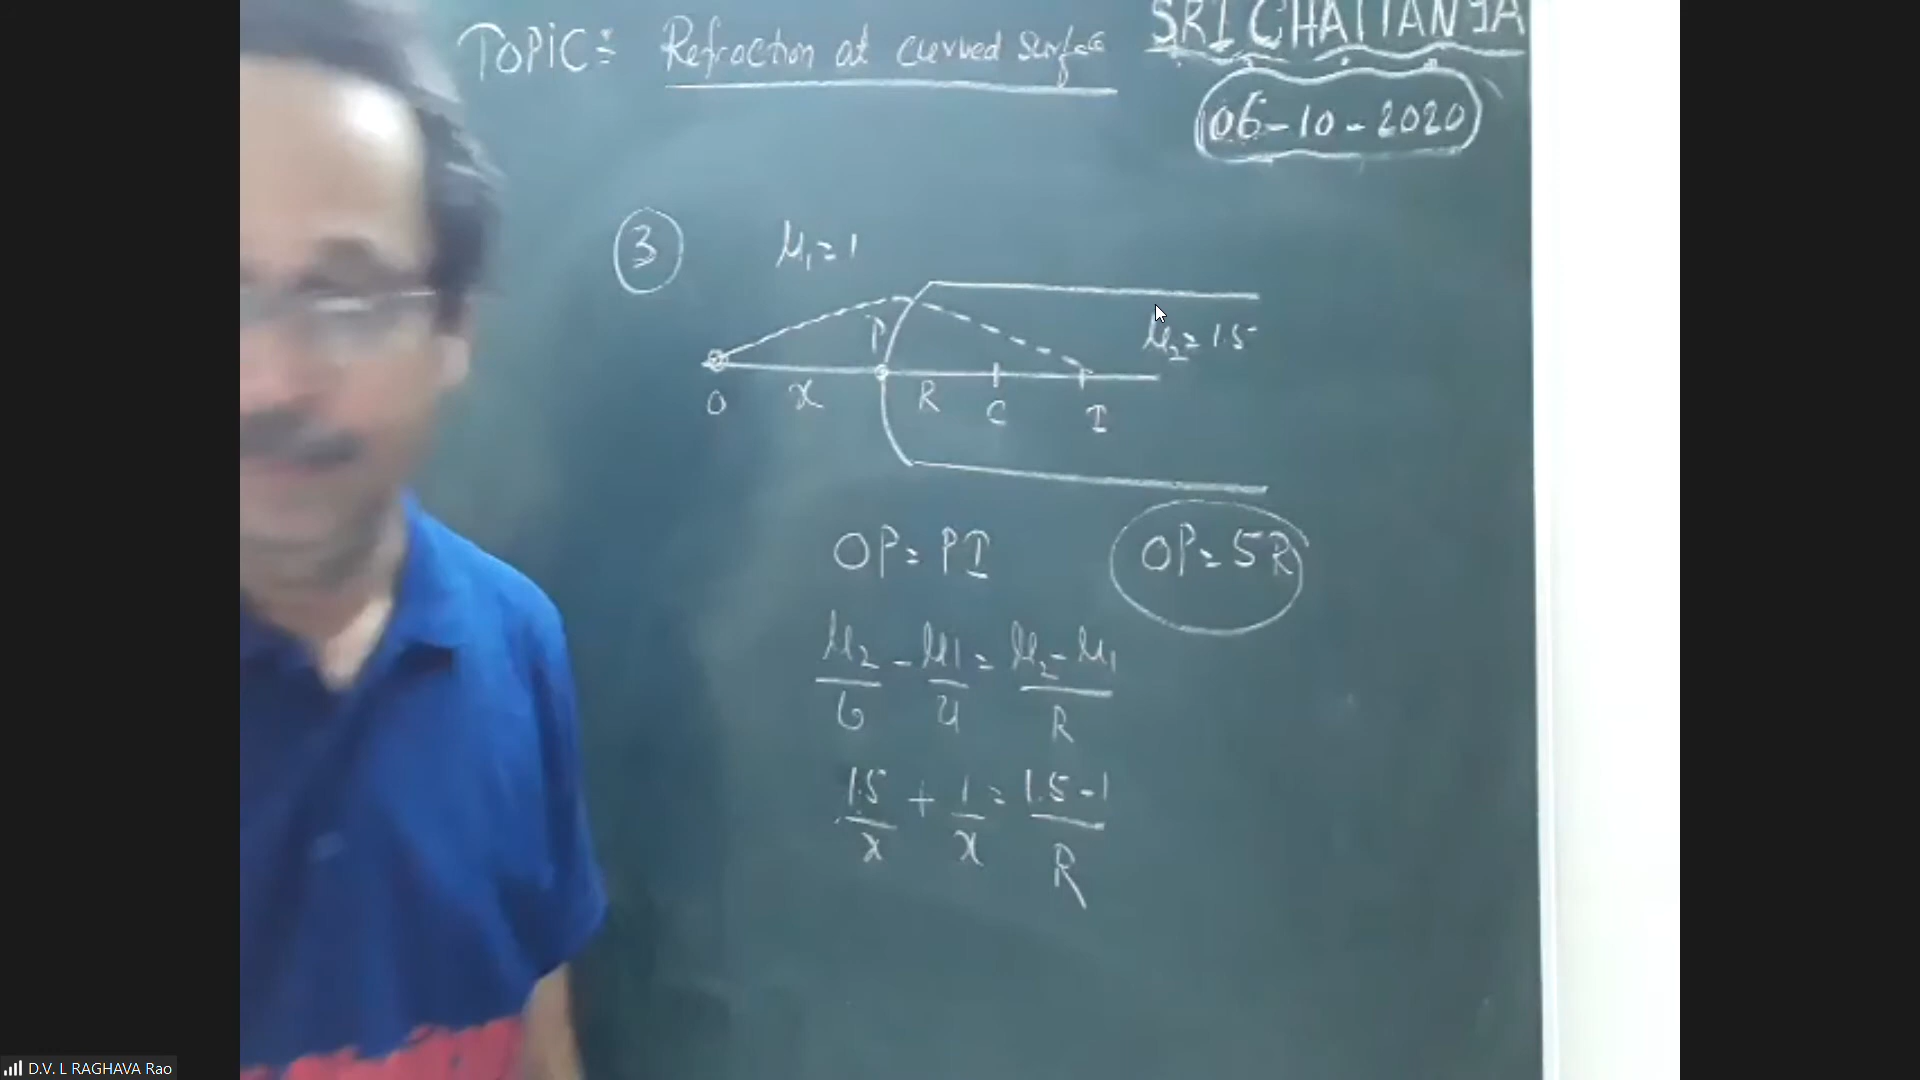 TOPIC:- Refraction at curved surface
SRI CHAITANYA
06-10-2020
3
μ₁=1
P
μ₂=1.5
O
x
R
C
I
OP=PI
OP=5R
μ₂/υ - μ1/u = μ₂-μ₁/R
1.5/x + 1/x = 1.5-1/R
D.V. L RAGHAVA Rao